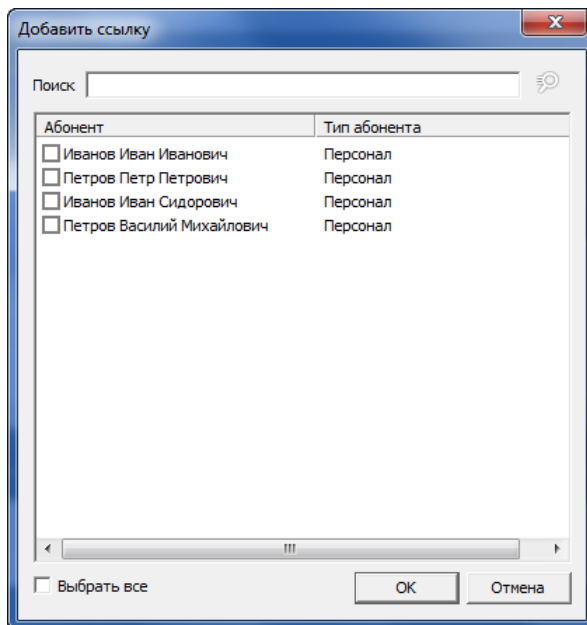 Добавить ссылку
Поиск
Абонент Тип абонента
Иванов Иван Иванович Персонал
Петров Петр Петрович Персонал
Иванов Иван Сидорович Персонал
Петров Василий Михайлович Персонал
Выбрать все ОК Отмена